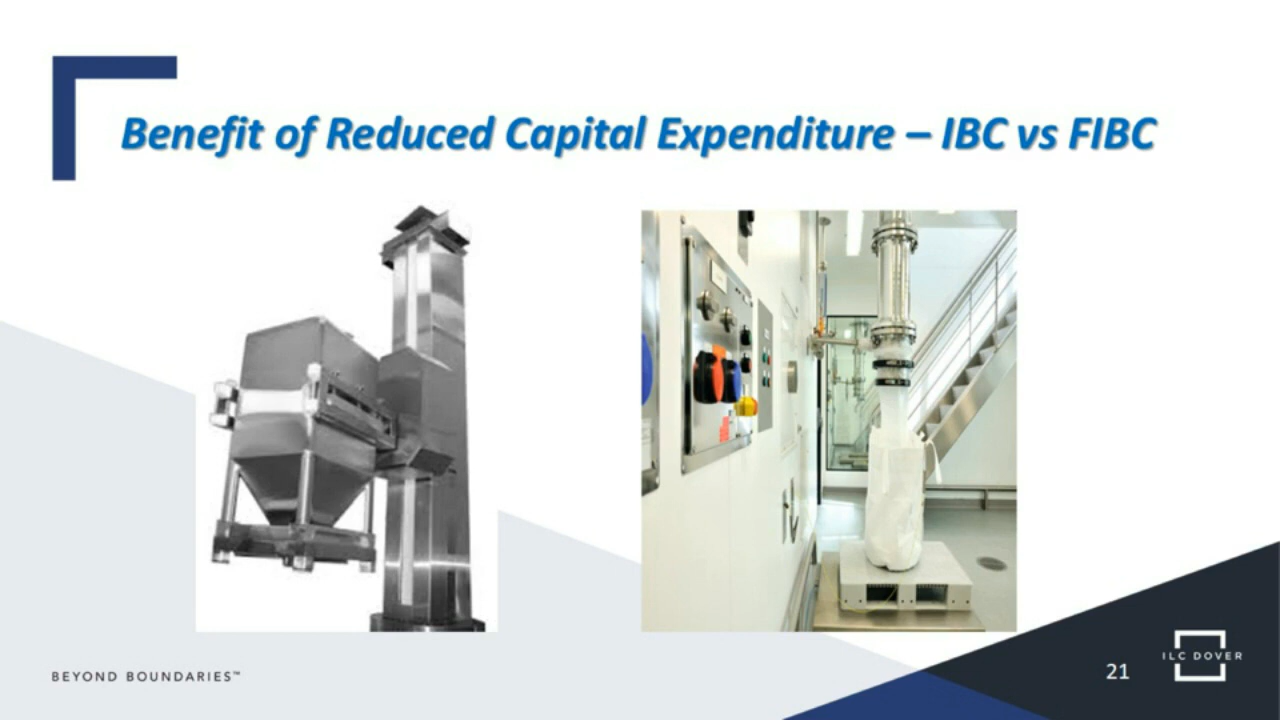 Benefit of Reduced Capital Expenditure – IBC vs FIBC
BEYOND BOUNDARIES™
21
ILC DOVER